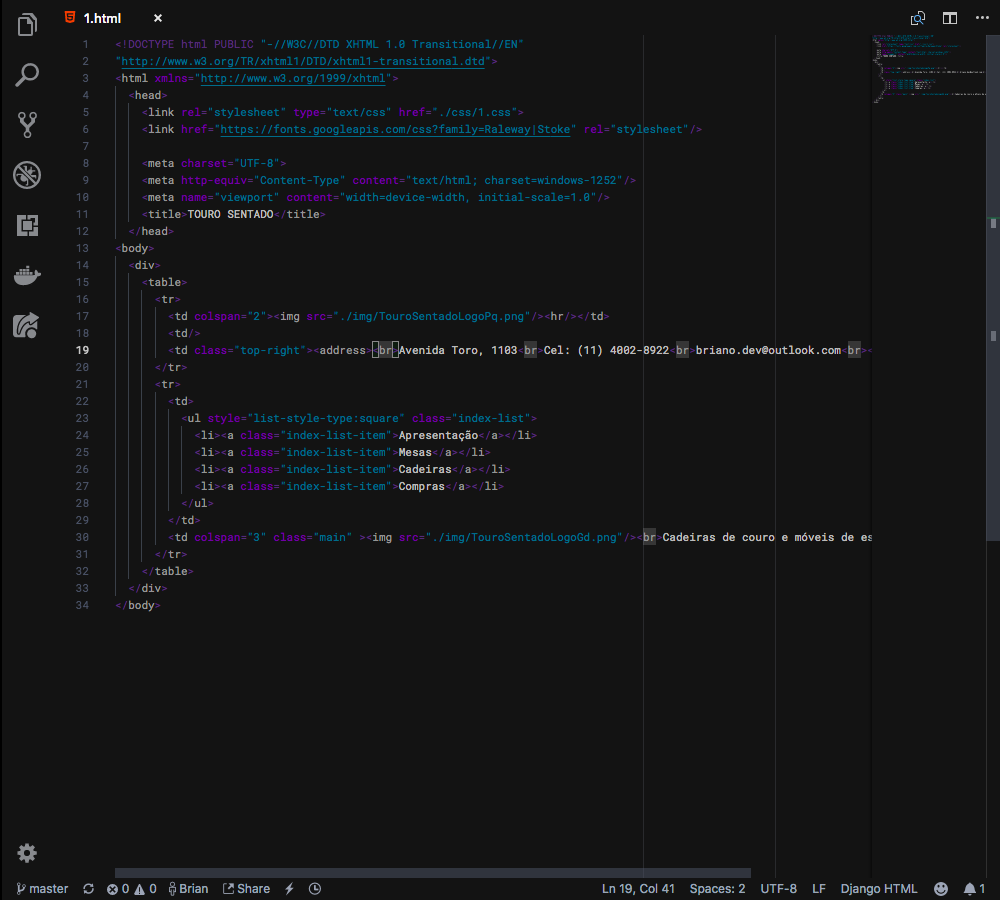 1.html
1 <!DOCTYPE html PUBLIC "-//W3C//DTD XHTML 1.0 Transitional//EN"
2 "http://www.w3.org/TR/xhtml1/DTD/xhtml1-transitional.dtd">
3 <html xmlns="http://www.w3.org/1999/xhtml">
4 <head>
5 <link rel="stylesheet" type="text/css" href="./css/1.css">
6 <link href="https://fonts.googleapis.com/css?family=Raleway|Stoke" rel="stylesheet"/>
7
8 <meta charset="UTF-8">
9 <meta http-equiv="Content-Type" content="text/html; charset=windows-1252"/>
10 <meta name="viewport" content="width=device-width, initial-scale=1.0"/>
11 <title>TOURO SENTADO</title>
12 </head>
13 <body>
14 <div>
15 <table>
16 <tr>
17 <td colspan="2"><img src="./img/TouroSentadoLogoPq.png"/><hr/></td>
18 <td/>
19 <td class="top-right"><address><br>Avenida Toro, 1103<br>Cel: (11) 4002-8922<br>briano.dev@outlook.com<br><
20 </tr>
21 <tr>
22 <td>
23 <ul style="list-style-type:square" class="index-list">
24 <li><a class="index-list-item">Apresentação</a></li>
25 <li><a class="index-list-item">Mesas</a></li>
26 <li><a class="index-list-item">Cadeiras</a></li>
27 <li><a class="index-list-item">Compras</a></li>
28 </ul>
29 </td>
30 <td colspan="3" class="main" ><img src="./img/TouroSentadoLogoGd.png"/><br>Cadeiras de couro e móveis de es
31 </tr>
32 </table>
33 </div>
34 </body>
master 0 0 Brian Share Ln 19, Col 41 Spaces: 2 UTF-8 LF Django HTML 1